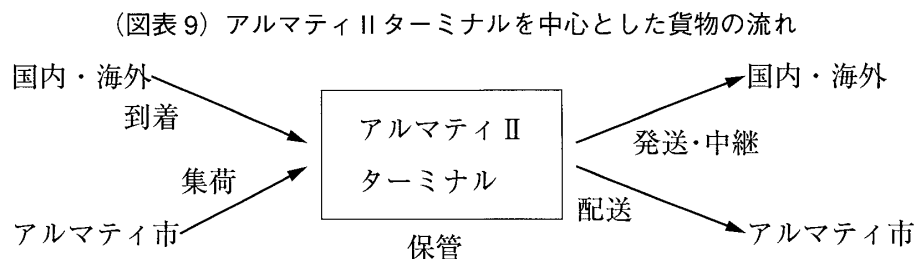 (図表9) アルマティⅡターミナルを中心とした貨物の流れ
国内・海外
国内・海外
到着
アルマティⅡ
発送・中継
集荷
ターミナル
配送
アルマティ市
アルマティ市
保管